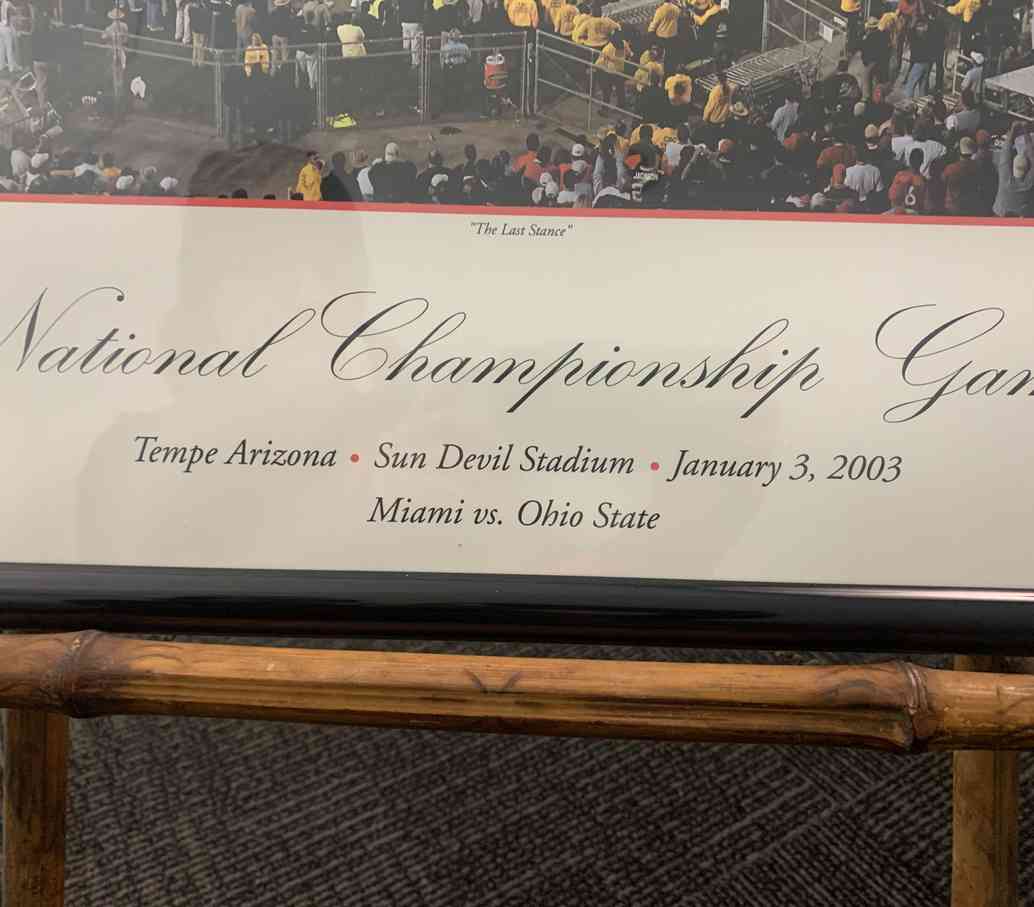 "The Last Stance"
National Championship Gam
Tempe Arizona • Sun Devil Stadium • January 3, 2003
Miami vs. Ohio State